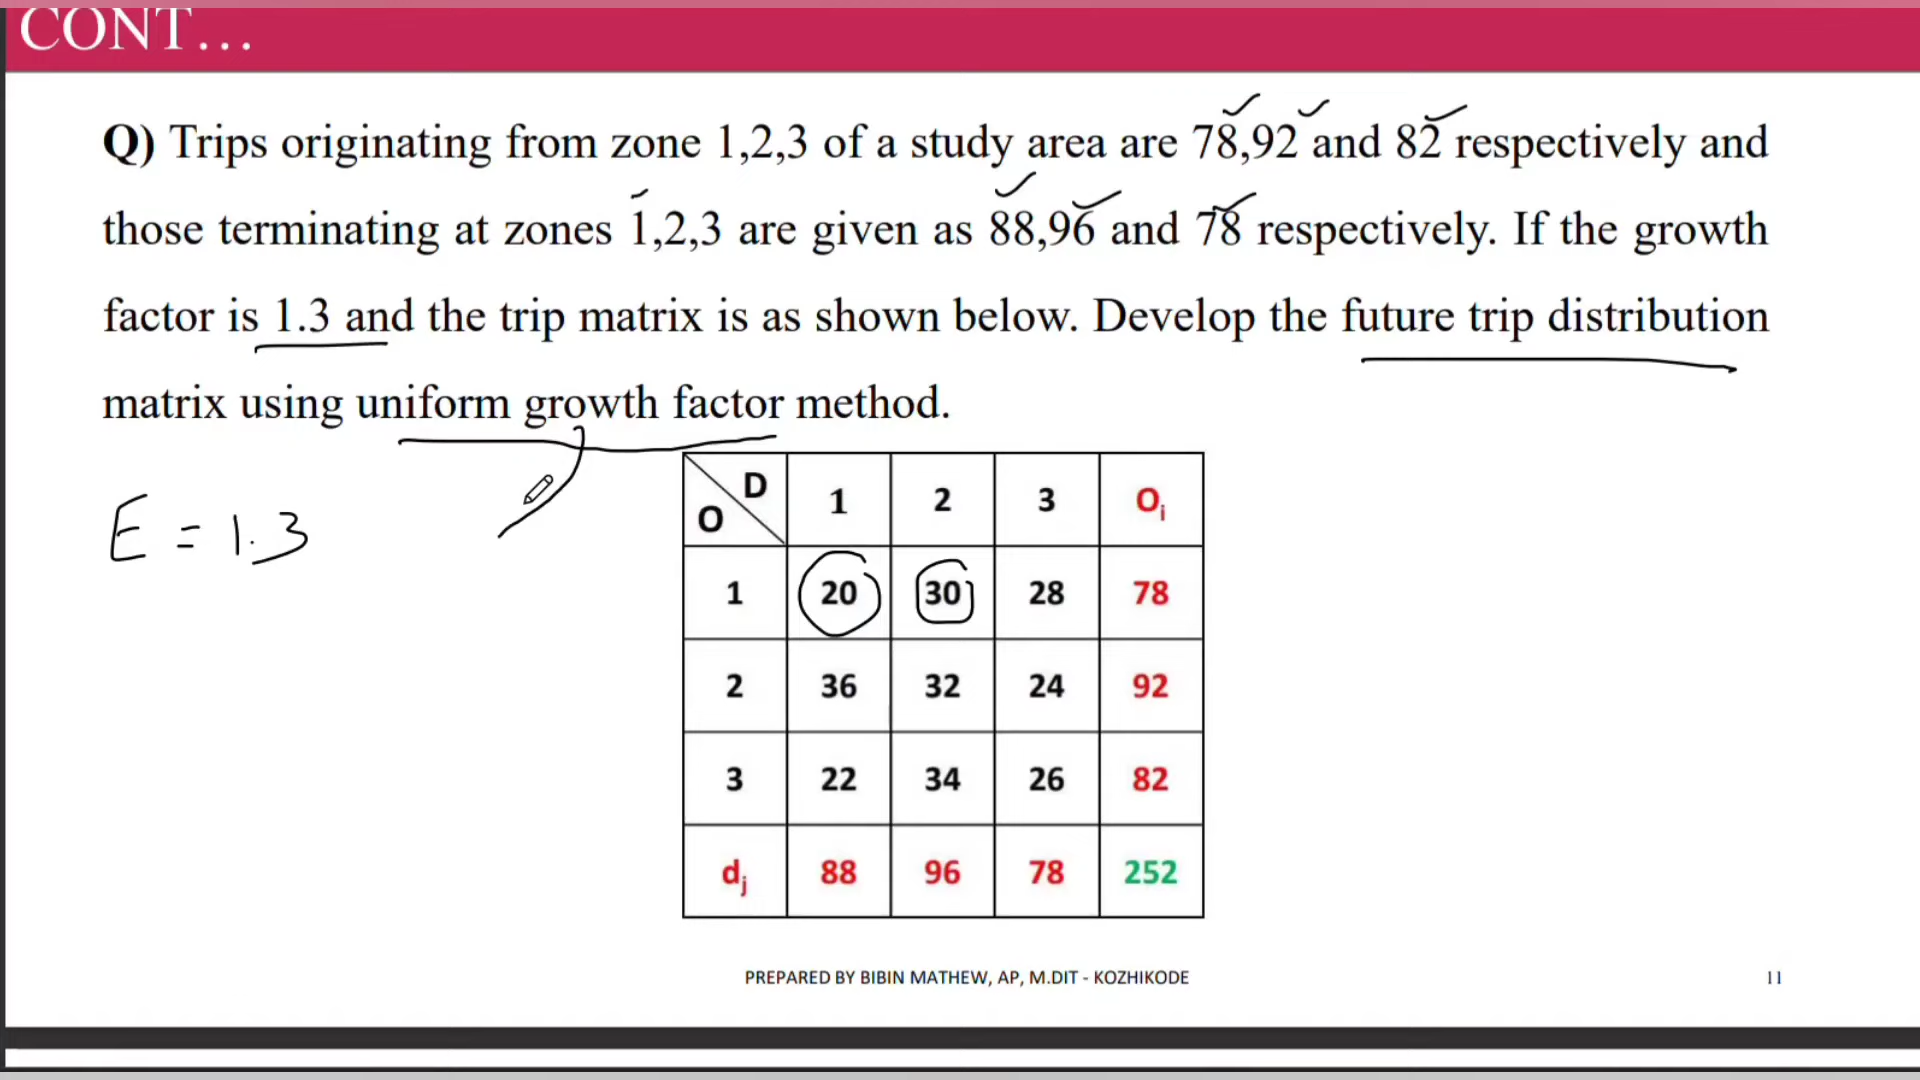 CONT...
Q) Trips originating from zone 1,2,3 of a study area are 78,92 and 82 respectively and
those terminating at zones 1,2,3 are given as 88,96 and 78 respectively. If the growth
factor is 1.3 and the trip matrix is as shown below. Develop the future trip distribution
matrix using uniform growth factor method.
E = 1.3
D
O 1 2 3 Oi
1 20 30 28 78
2 36 32 24 92
3 22 34 26 82
dj 88 96 78 252
PREPARED BY BIBIN MATHEW, AP, M.DIT - KOZHIKODE 11